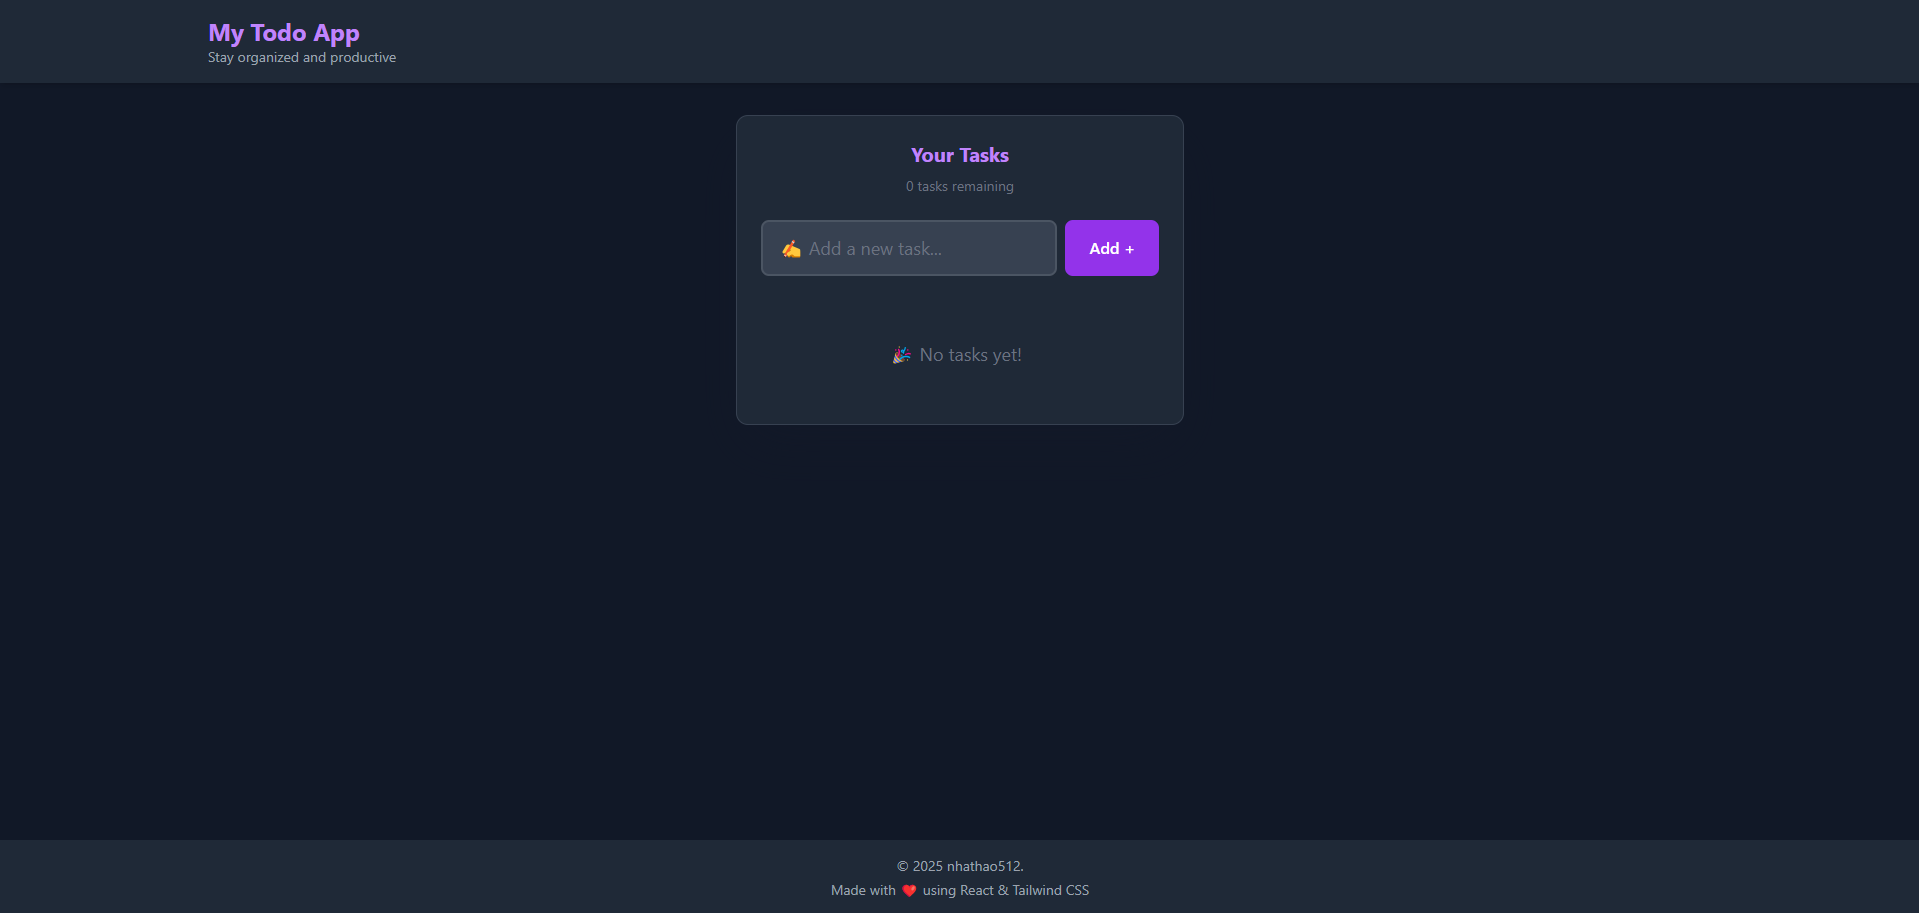 My Todo App
Stay organized and productive
Your Tasks
0 tasks remaining
✍️ Add a new task...
Add +
🎉 No tasks yet!
© 2025 nhathao512.
Made with ❤️ using React & Tailwind CSS